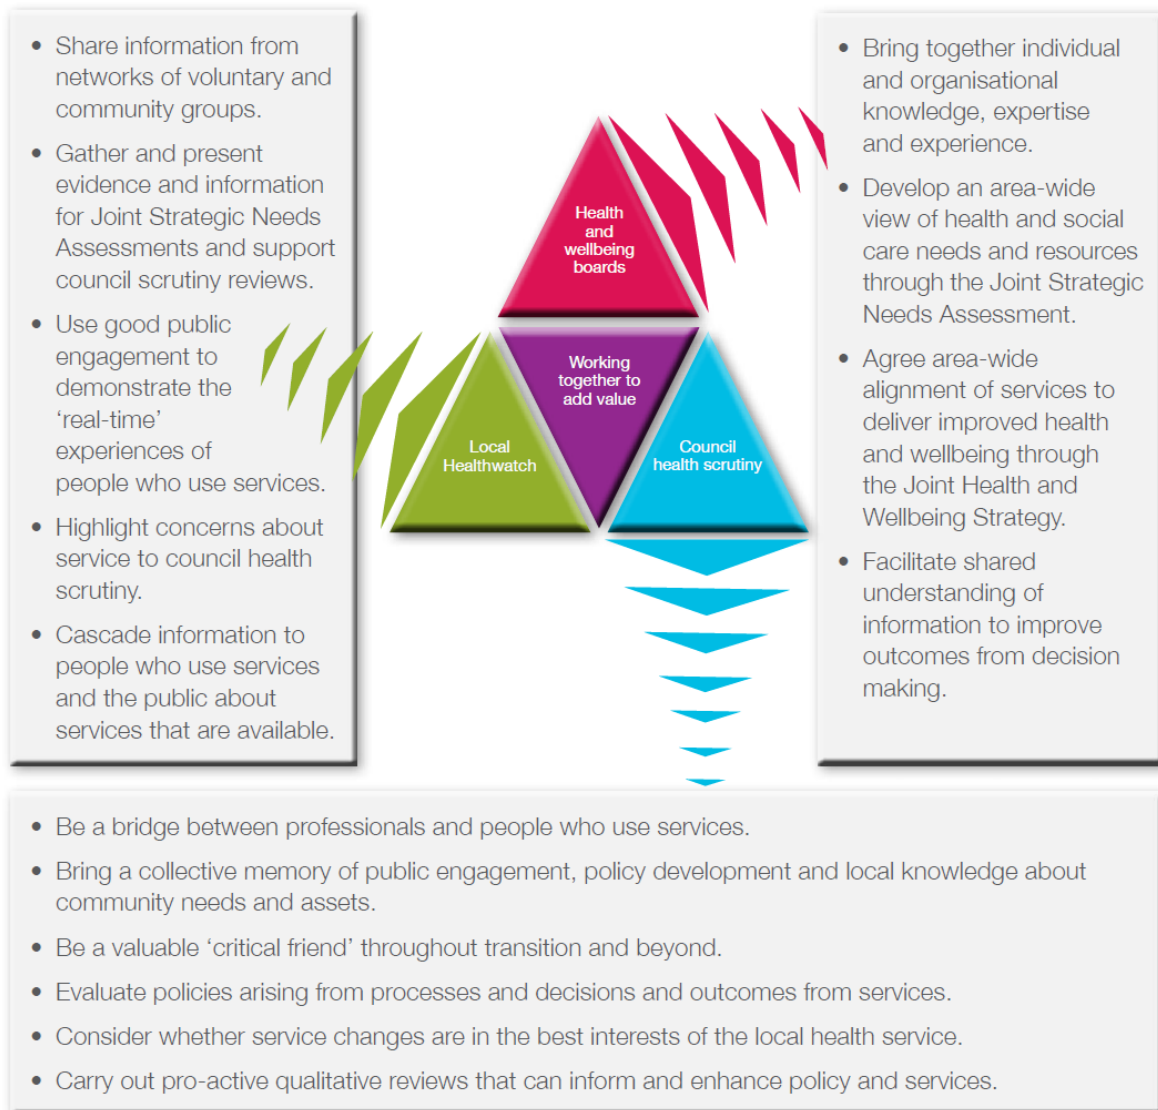 • Share information from
networks of voluntary and
community groups.
• Gather and present
evidence and information
for Joint Strategic Needs
Assessments and support
council scrutiny reviews.
• Use good public
engagement to
demonstrate the
‘real-time’
experiences of
people who use services.
• Highlight concerns about
service to council health
scrutiny.
• Cascade information to
people who use services
and the public about
services that are available.
Health
and
wellbeing
boards
Working
together to
add value
Local
Healthwatch
Council
health scrutiny
• Bring together individual
and organisational
knowledge, expertise
and experience.
• Develop an area-wide
view of health and social
care needs and resources
through the Joint Strategic
Needs Assessment.
• Agree area-wide
alignment of services to
deliver improved health
and wellbeing through
the Joint Health and
Wellbeing Strategy.
• Facilitate shared
understanding of
information to improve
outcomes from decision
making.
• Be a bridge between professionals and people who use services.
• Bring a collective memory of public engagement, policy development and local knowledge about
community needs and assets.
• Be a valuable ‘critical friend’ throughout transition and beyond.
• Evaluate policies arising from processes and decisions and outcomes from services.
• Consider whether service changes are in the best interests of the local health service.
• Carry out pro-active qualitative reviews that can inform and enhance policy and services.